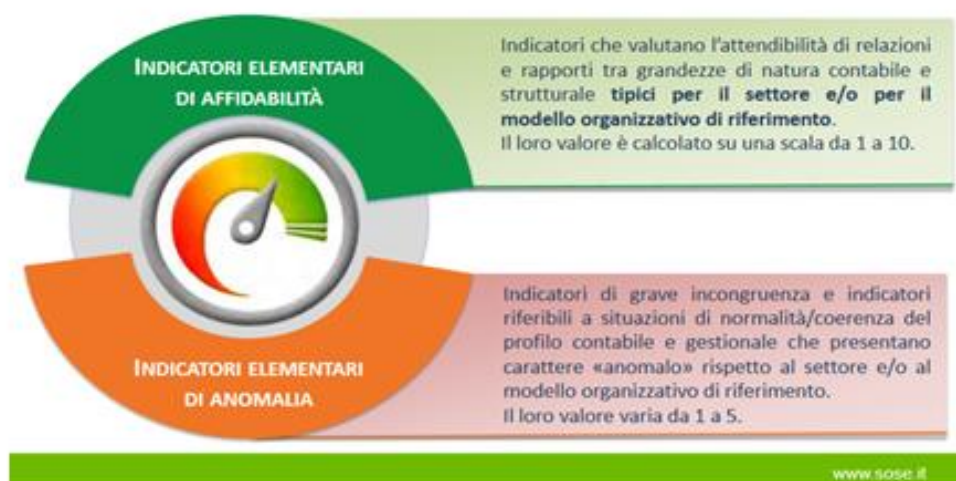 INDICATORI ELEMENTARI
DI AFFIDABILITÀ
Indicatori che valutano l'attendibilità di relazioni
e rapporti tra grandezze di natura contabile e
strutturale tipici per il settore e/o per il
modello organizzativo di riferimento.
Il loro valore è calcolato su una scala da 1 a 10.
INDICATORI ELEMENTARI
DI ANOMALIA
Indicatori di grave incongruenza e indicatori
riferibili a situazioni di normalità/coerenza del
profilo contabile e gestionale che presentano
carattere «anomalo» rispetto al settore e/o al
modello organizzativo di riferimento.
Il loro valore varia da 1 a 5.
www.sose.it